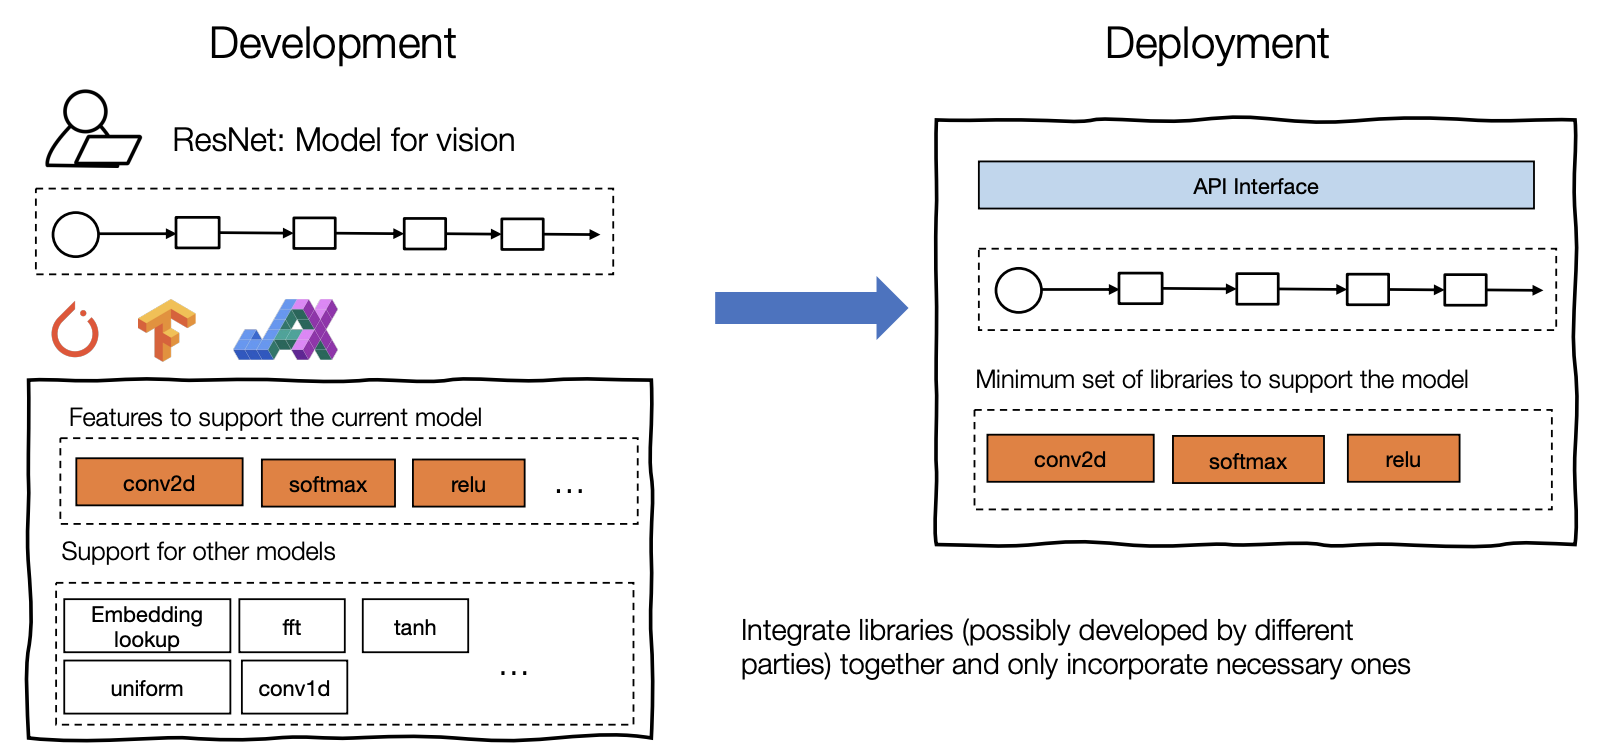 Development
ResNet: Model for vision
Features to support the current model
conv2d
softmax
relu
...
Support for other models
Embedding
lookup
fft
tanh
uniform
conv1d
...
Deployment
API Interface
Minimum set of libraries to support the model
conv2d
softmax
relu
Integrate libraries (possibly developed by different
parties) together and only incorporate necessary ones